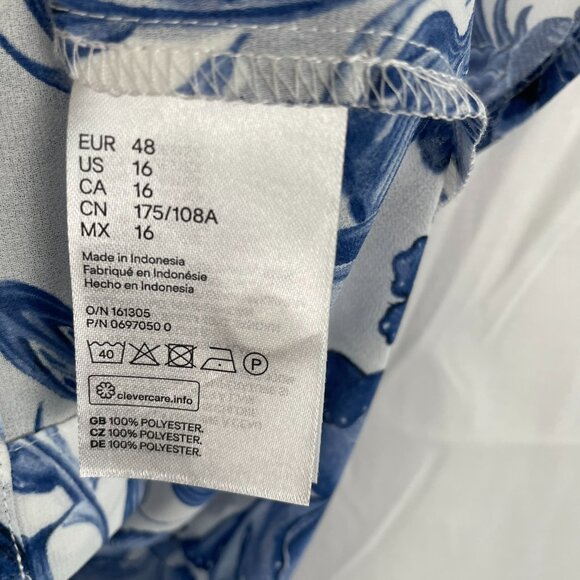 EUR 48
US 16
CA 16
CN 175/108A
MX 16
Made in Indonesia
Fabriqué en Indonésie
Hecho en Indonesia
O/N 161305
P/N 0697050 0
40 P
clevercare.info
GB 100% POLYESTER.
CZ 100% POLYESTER.
DE 100% POLYESTER.